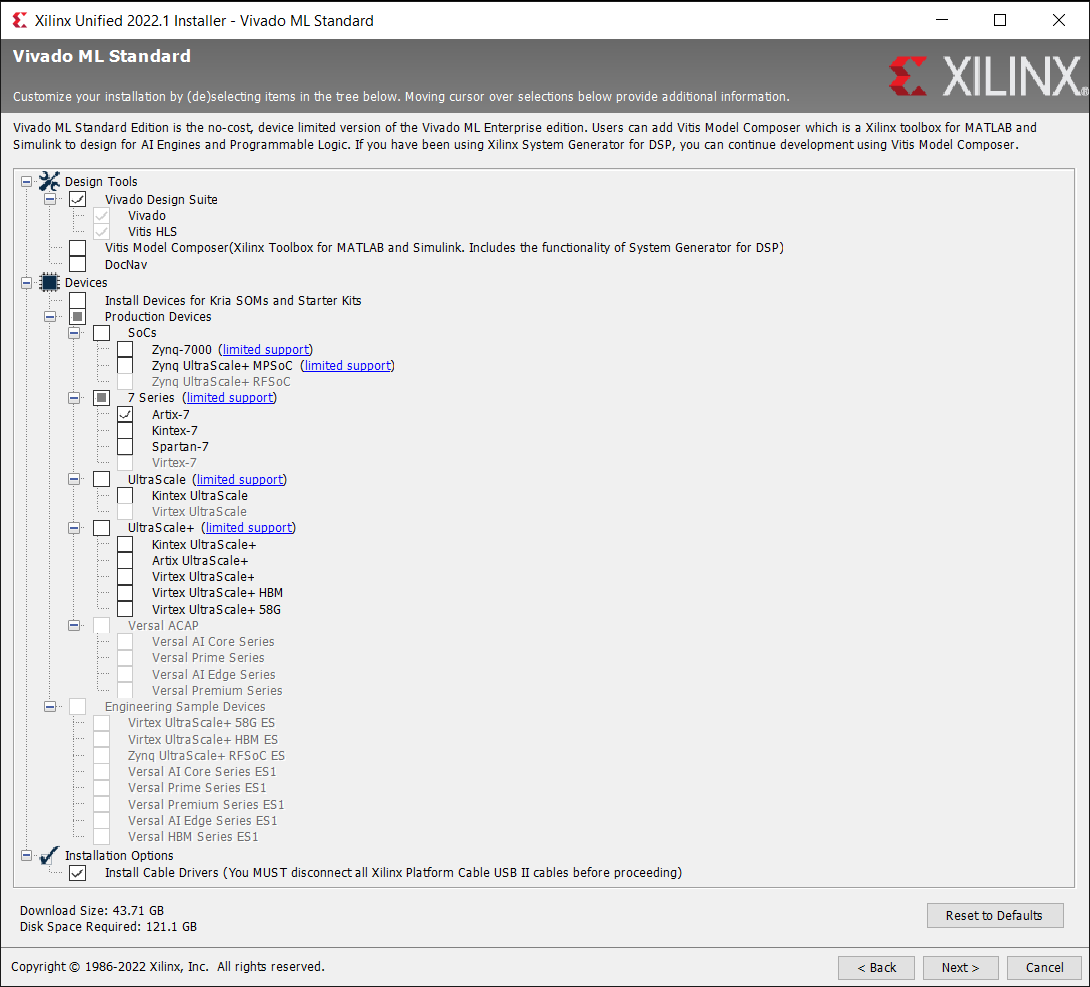 Xilinx Unified 2022.1 Installer - Vivado ML Standard
Vivado ML Standard
Customize your installation by (de)selecting items in the tree below. Moving cursor over selections below provide additional information.
XILINX®
Vivado ML Standard Edition is the no-cost, device limited version of the Vivado ML Enterprise edition. Users can add Vitis Model Composer which is a Xilinx toolbox for MATLAB and
Simulink to design for AI Engines and Programmable Logic. If you have been using Xilinx System Generator for DSP, you can continue development using Vitis Model Composer.
Design Tools
Vivado Design Suite
Vivado
Vitis HLS
Vitis Model Composer(Xilinx Toolbox for MATLAB and Simulink. Includes the functionality of System Generator for DSP)
DocNav
Devices
Install Devices for Kria SOMs and Starter Kits
Production Devices
SoCs
Zynq-7000 (limited support)
Zynq UltraScale+ MPSoC (limited support)
Zynq UltraScale+ RFSoC
7 Series (limited support)
Artix-7
Kintex-7
Spartan-7
Virtex-7
UltraScale (limited support)
Kintex UltraScale
Virtex UltraScale
UltraScale+ (limited support)
Kintex UltraScale+
Artix UltraScale+
Virtex UltraScale+
Virtex UltraScale+ HBM
Virtex UltraScale+ 58G
Versal ACAP
Versal AI Core Series
Versal Prime Series
Versal AI Edge Series
Versal Premium Series
Engineering Sample Devices
Virtex UltraScale+ 58G ES
Virtex UltraScale+ HBM ES
Zynq UltraScale+ RFSoC ES
Versal AI Core Series ES1
Versal Prime Series ES1
Versal Premium Series ES1
Versal AI Edge Series ES1
Versal HBM Series ES1
Installation Options
Install Cable Drivers (You MUST disconnect all Xilinx Platform Cable USB II cables before proceeding)
Download Size: 43.71 GB
Disk Space Required: 121.1 GB
Reset to Defaults
Copyright © 1986-2022 Xilinx, Inc. All rights reserved.
< Back
Next >
Cancel